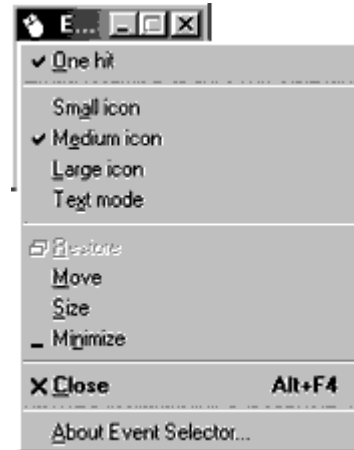 E...
One hit
Small icon
Medium icon
Large icon
Text mode
Restore
Move
Size
Minimize
Close Alt+F4
About Event Selector...